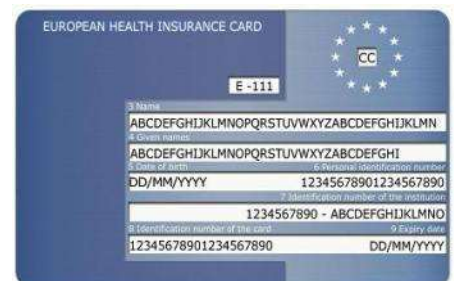 EUROPEAN HEALTH INSURANCE CARD
CC
E -111
3 Name
ABCDEFGHIJKLMNOPQRSTUVWXYZABCDEFGHIJKLMN
4 Given names
ABCDEFGHIJKLMNOPQRSTUVWXYZABCDEFGHI
5 Date of birth 6 Personal identification number
DD/MM/YYYY 12345678901234567890
7 Identification number of the institution
1234567890 - ABCDEFGHIJKLMNO
8 Identification number of the card 9 Expiry date
12345678901234567890 DD/MM/YYYY